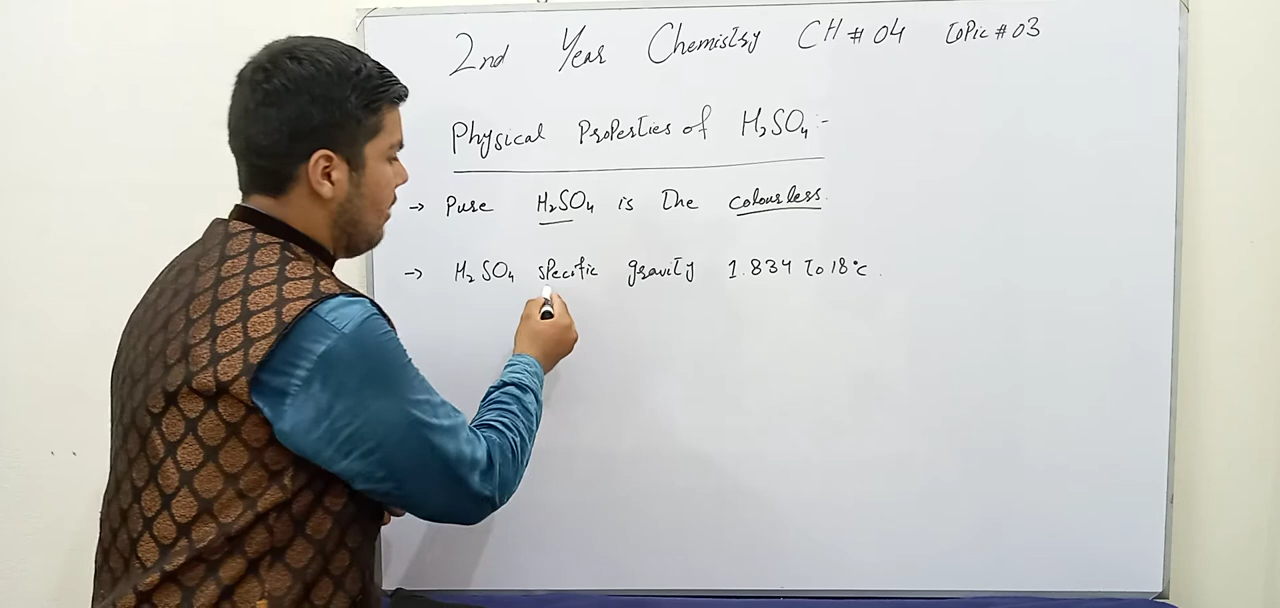 2nd Year Chemistry CH # 04 Topic # 03
Physical Properties of H₂SO₄ :-
→ Pure H₂SO₄ is the colourless.
→ H₂SO₄ specific gravity 1.834 to 18°c.